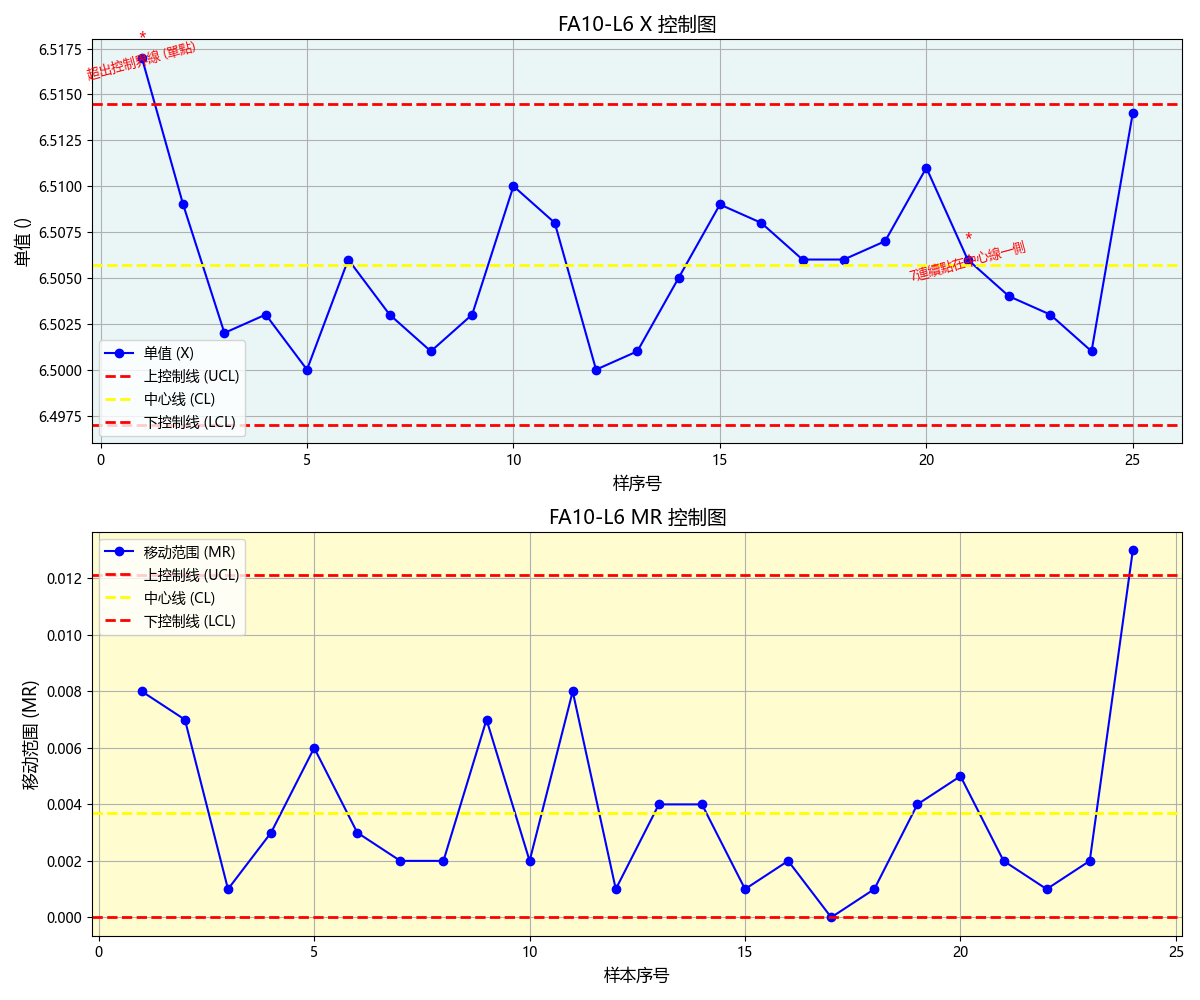 FA10-L6 X 控制图
*
超出控制界線 (單點)
6.5175
6.5150
6.5125
6.5100
6.5075
6.5050
6.5025
6.5000
6.4975
单值 ()
*
7連續點在中心線一側
单值 (X)
上控制线 (UCL)
中心线 (CL)
下控制线 (LCL)
0 5 10 15 20 25
样序号
FA10-L6 MR 控制图
移动范围 (MR)
上控制线 (UCL)
中心线 (CL)
下控制线 (LCL)
0.012
0.010
0.008
0.006
0.004
0.002
0.000
移动范围 (MR)
0 5 10 15 20 25
样本序号